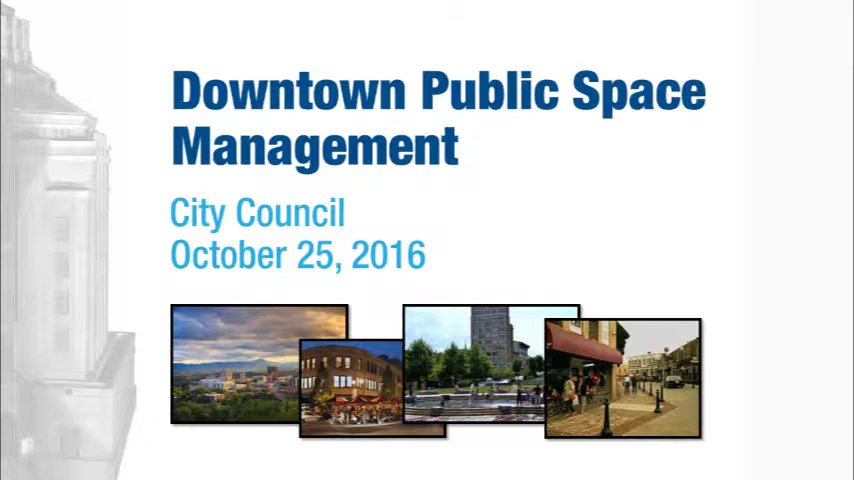 Downtown Public Space
Management
City Council
October 25, 2016